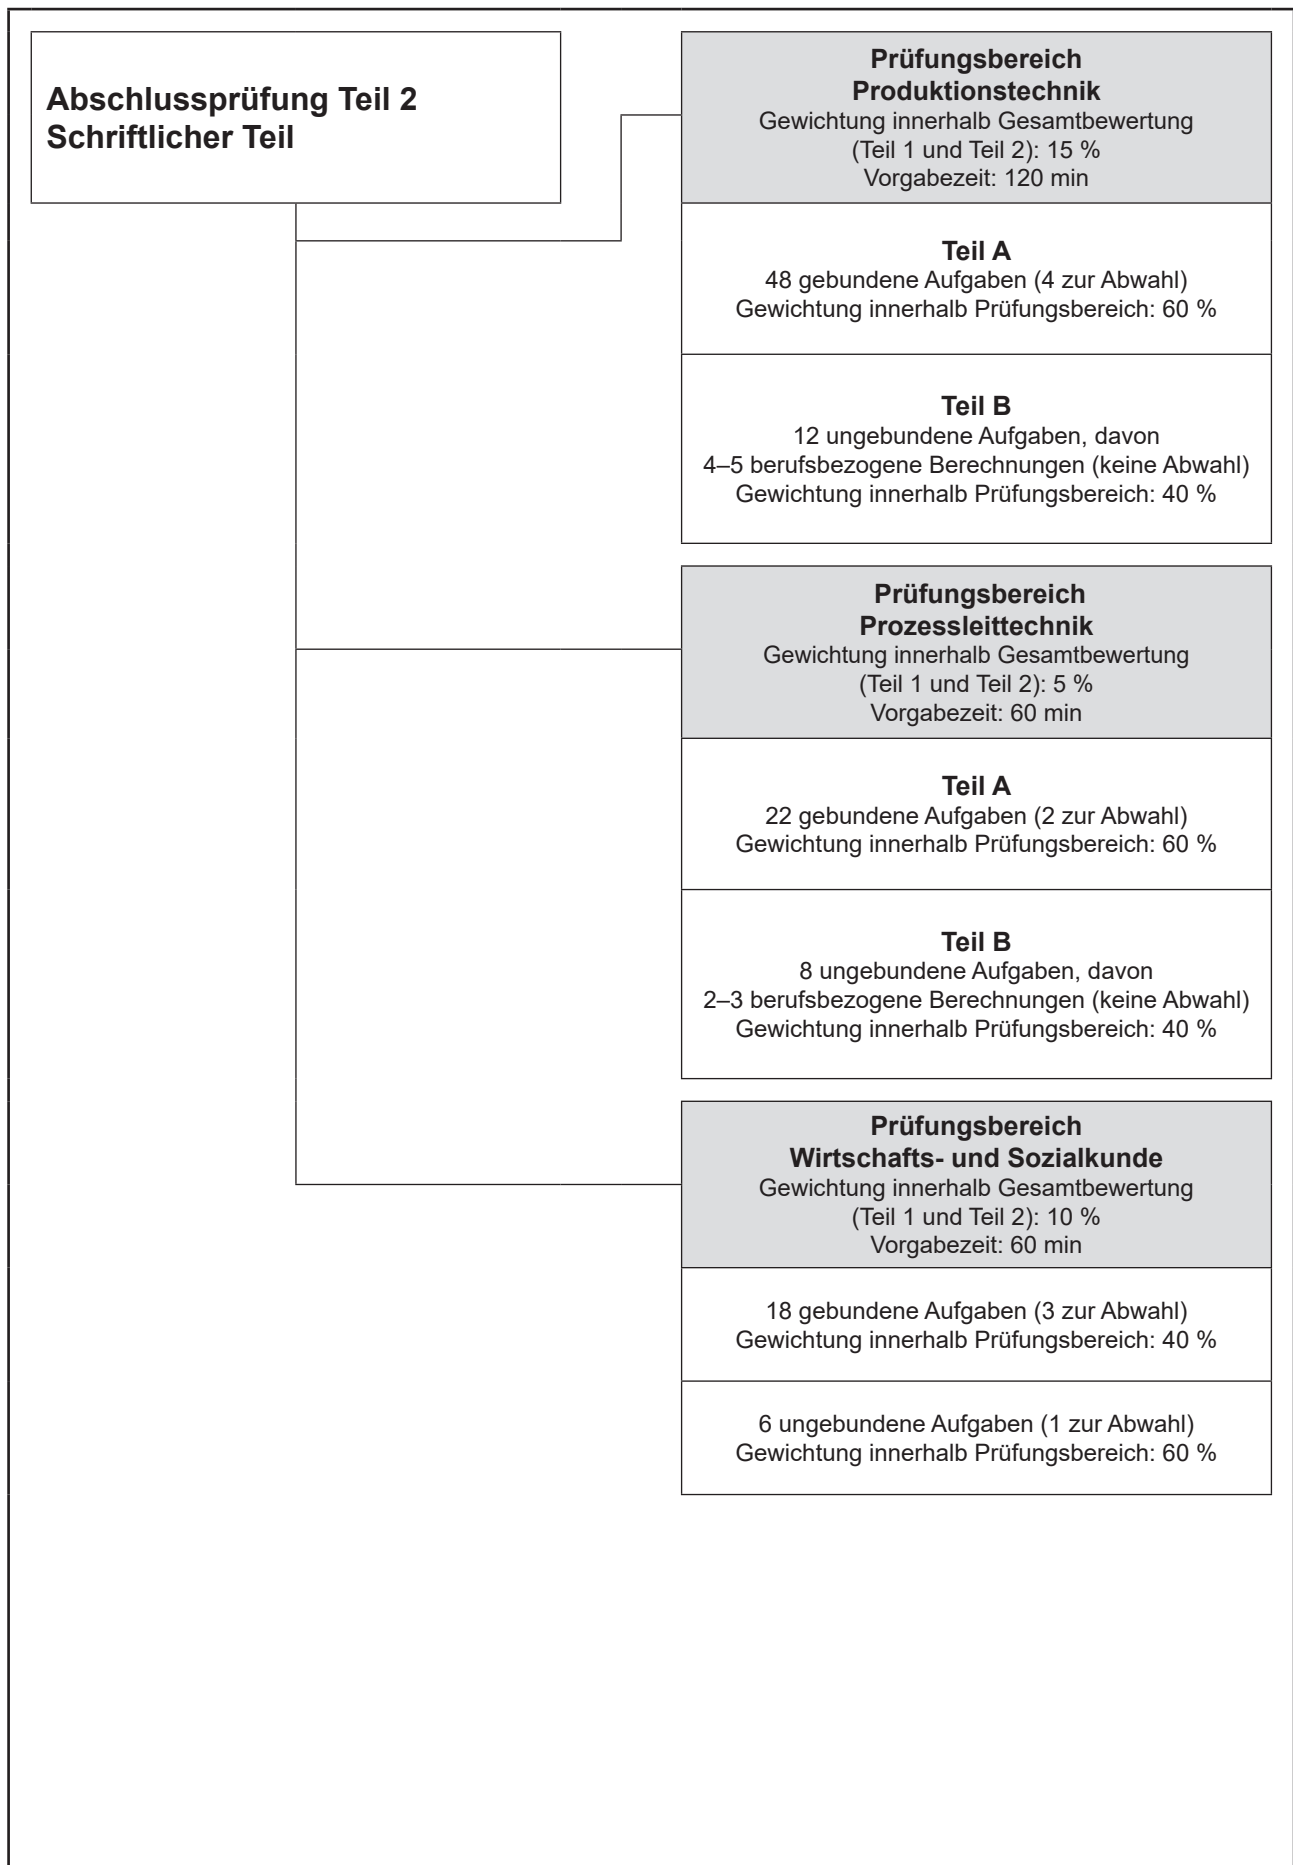 Abschlussprüfung Teil 2
Schriftlicher Teil
Prüfungsbereich
Produktionstechnik
Gewichtung innerhalb Gesamtbewertung
(Teil 1 und Teil 2): 15 %
Vorgabezeit: 120 min
Teil A
48 gebundene Aufgaben (4 zur Abwahl)
Gewichtung innerhalb Prüfungsbereich: 60 %
Teil B
12 ungebundene Aufgaben, davon
4–5 berufsbezogene Berechnungen (keine Abwahl)
Gewichtung innerhalb Prüfungsbereich: 40 %
Prüfungsbereich
Prozessleittechnik
Gewichtung innerhalb Gesamtbewertung
(Teil 1 und Teil 2): 5 %
Vorgabezeit: 60 min
Teil A
22 gebundene Aufgaben (2 zur Abwahl)
Gewichtung innerhalb Prüfungsbereich: 60 %
Teil B
8 ungebundene Aufgaben, davon
2–3 berufsbezogene Berechnungen (keine Abwahl)
Gewichtung innerhalb Prüfungsbereich: 40 %
Prüfungsbereich
Wirtschafts- und Sozialkunde
Gewichtung innerhalb Gesamtbewertung
(Teil 1 und Teil 2): 10 %
Vorgabezeit: 60 min
18 gebundene Aufgaben (3 zur Abwahl)
Gewichtung innerhalb Prüfungsbereich: 40 %
6 ungebundene Aufgaben (1 zur Abwahl)
Gewichtung innerhalb Prüfungsbereich: 60 %